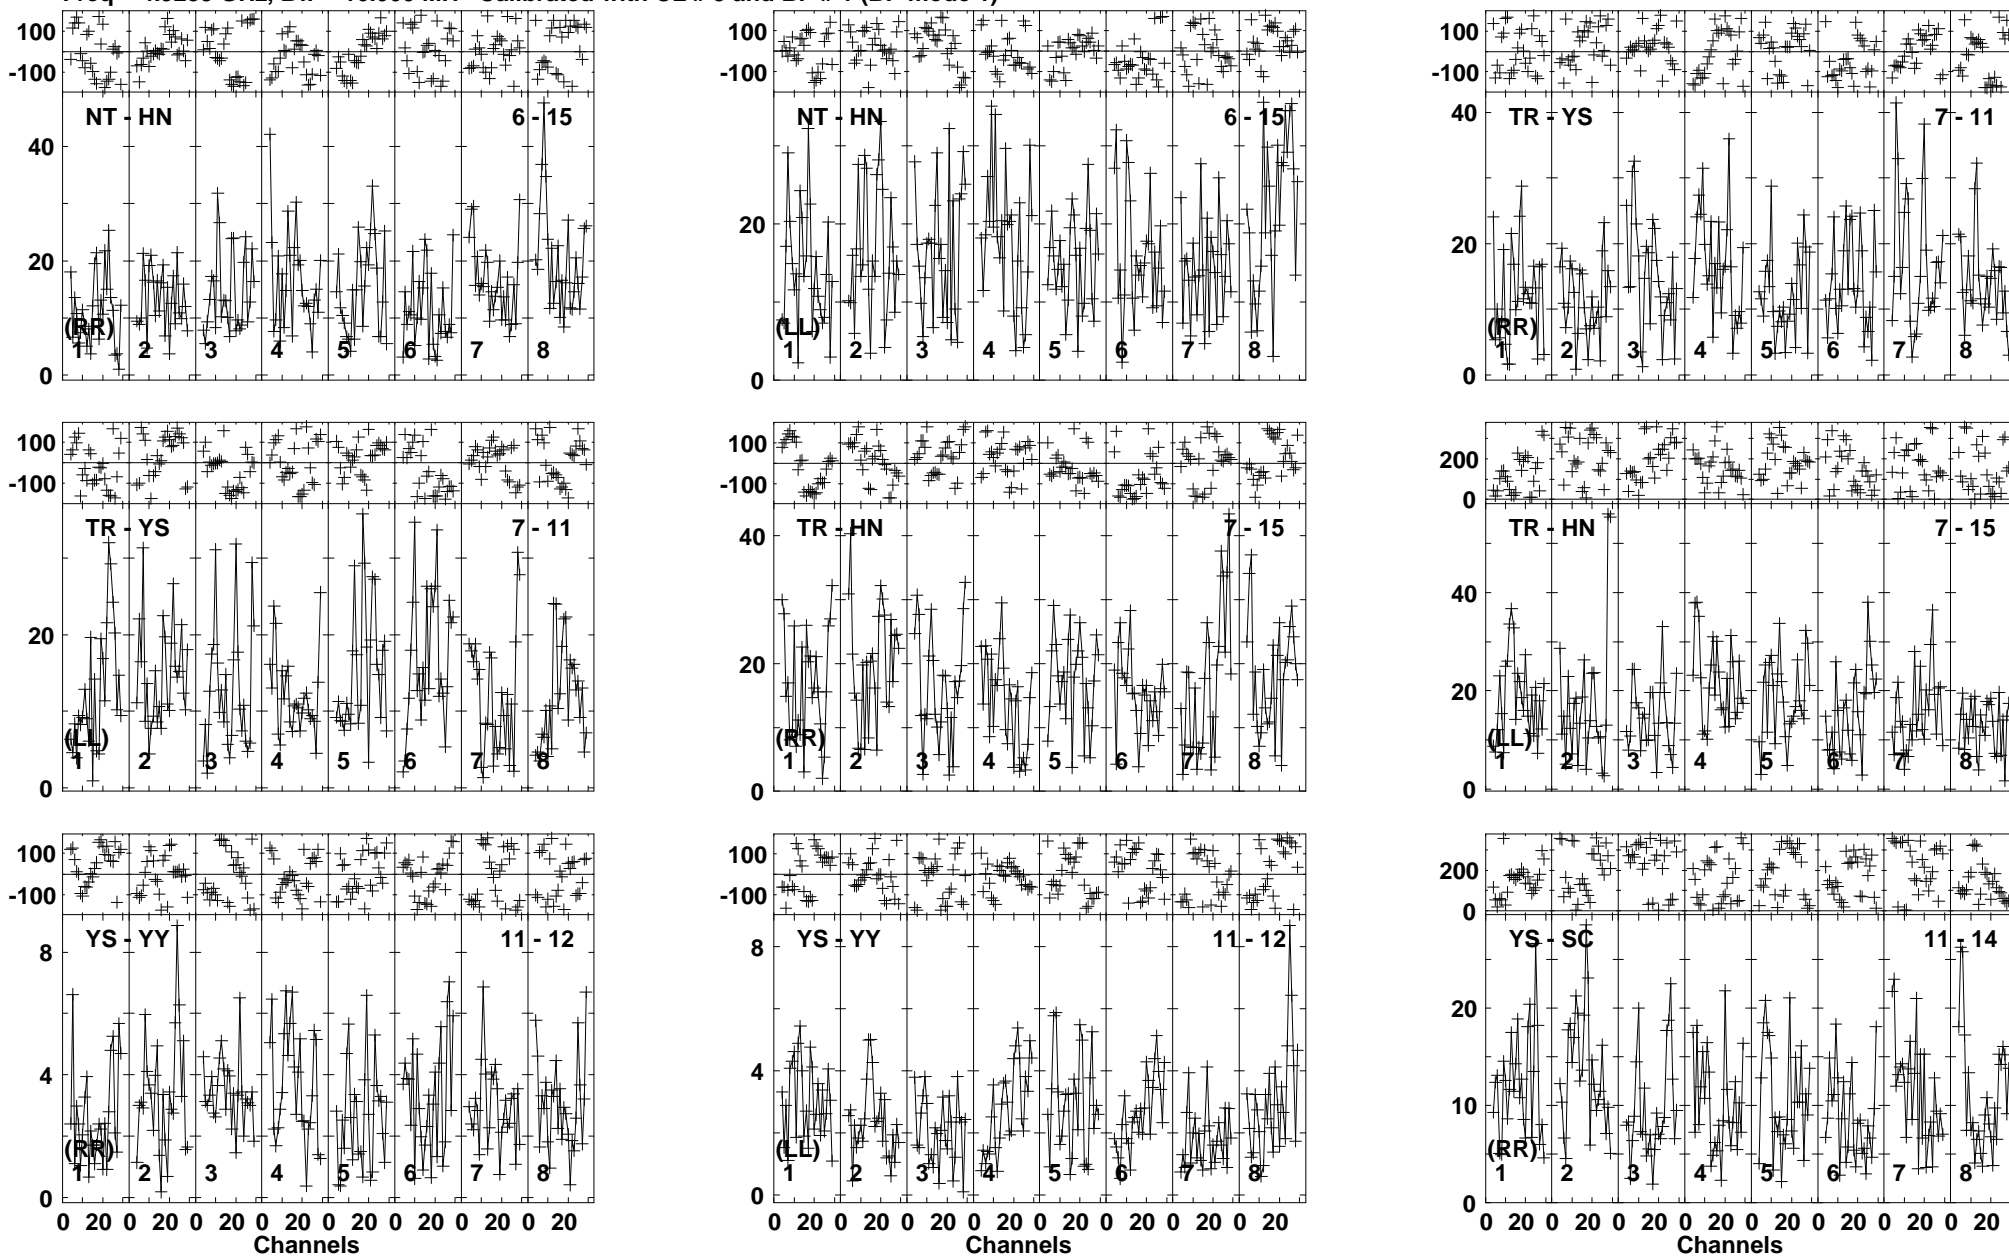 100 100 100
-100 -100 -100
NT - HN 6 - 15 NT - HN 6 - 15 TR - YS 7 - 11
40 20 0 20 0 40 20 0
(RR) (LL) (RR)
1 2 3 4 5 6 7 8 1 2 3 4 5 6 7 8 1 2 3 4 5 6 7 8
100 100 200
-100 -100 0
TR - YS 7 - 11 TR - HN 7 - 15 TR - HN 7 - 15
20 0 40 20 0 40 20 0
(LL) (RR) (LL)
1 2 3 4 5 6 7 8 1 2 3 4 5 6 7 8 1 2 3 4 5 6 7 8
100 100 200
-100 -100 0
YS - YY 11 - 12 YS - YY 11 - 12 YS - SC 11 - 14
8 4 0 8 4 0 20 10 0
(RR) (LL) (RR)
1 2 3 4 5 6 7 8 1 2 3 4 5 6 7 8 1 2 3 4 5 6 7 8
0 20 0 20 0 20 0 20 0 20 0 20 0 20 0 20 0 20 0 20 0 20 0 20 0 20 0 20 0 20 0 20 0 20 0 20 0 20 0 20 0 20 0 20 0 20 0 20
Channels Channels Channels